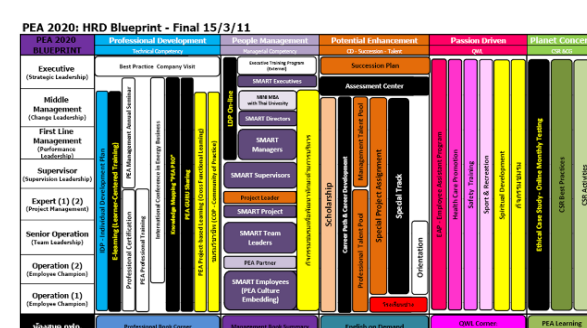 PEA 2020: HRD Blueprint - Final 15/3/11
PEA 2020
BLUEPRINT
Professional Development
Technical Competency
People Management
Managerial Competency
Potential Enhancement
CD - Succession - Talent
Passion Driven
QWL
Planet Concer
CSR
Executive
(Strategic Leadership)
Middle
Management
(Change Leadership)
First Line
Management
Leadership)
Supervisor
(Supervision Leadership)
Expert (1) (2)
(Project Management)
Senior Operation
(Team Leadership)
Operation (2)
(Employee Champion)
Operation (1)
(Employee Champion)
Best Practice Company Visit
IDP - Individual Development Plan
E-learning (Learner-Centered Training)
Professional Certification
PEA Management Annual Seminar
PEA Professional Training
International Conference in Energy Business
Knowledge Mapping "PEA PAD"
PEA GURU Sharing
PEA Project-based Learning (Cross Functional Learning)
LDP On-line
Executive Training Program
SMART Executives
MINI MBA
with Thai University
SMART Directors
SMART
Managers
SMART Supervisors
Project Leader
SMART Project
SMART Team
Leaders
PEA Partner
SMART Employees
(PEA Culture
Embedding)
Succession Plan
Assessment Center
Scholarship
Career Path & Career Development
Management Talent Pool
Professional Talent Pool
Special Project Assignment
Special Track
Orientation
EAP - Employee Assistant Program
Health Care Promotion
Safety Training
Sport & Recreation
Spiritual Development
Ethical Case Study - Online Monthly Testing
CSR Best Practices
CSR Activities
Professional Book Corner
Management Book Summary
English on Demand
QWL Corner
PEA Learning